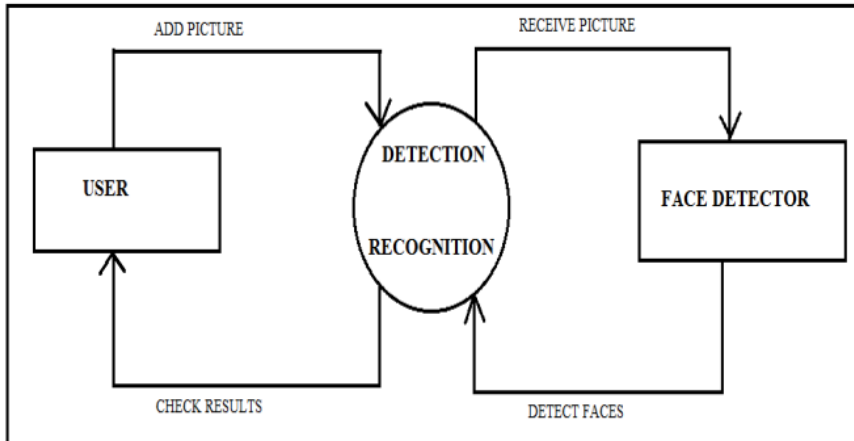 ADD PICTURE
RECEIVE PICTURE
DETECTION
USER
FACE DETECTOR
RECOGNITION
CHECK RESULTS
DETECT FACES